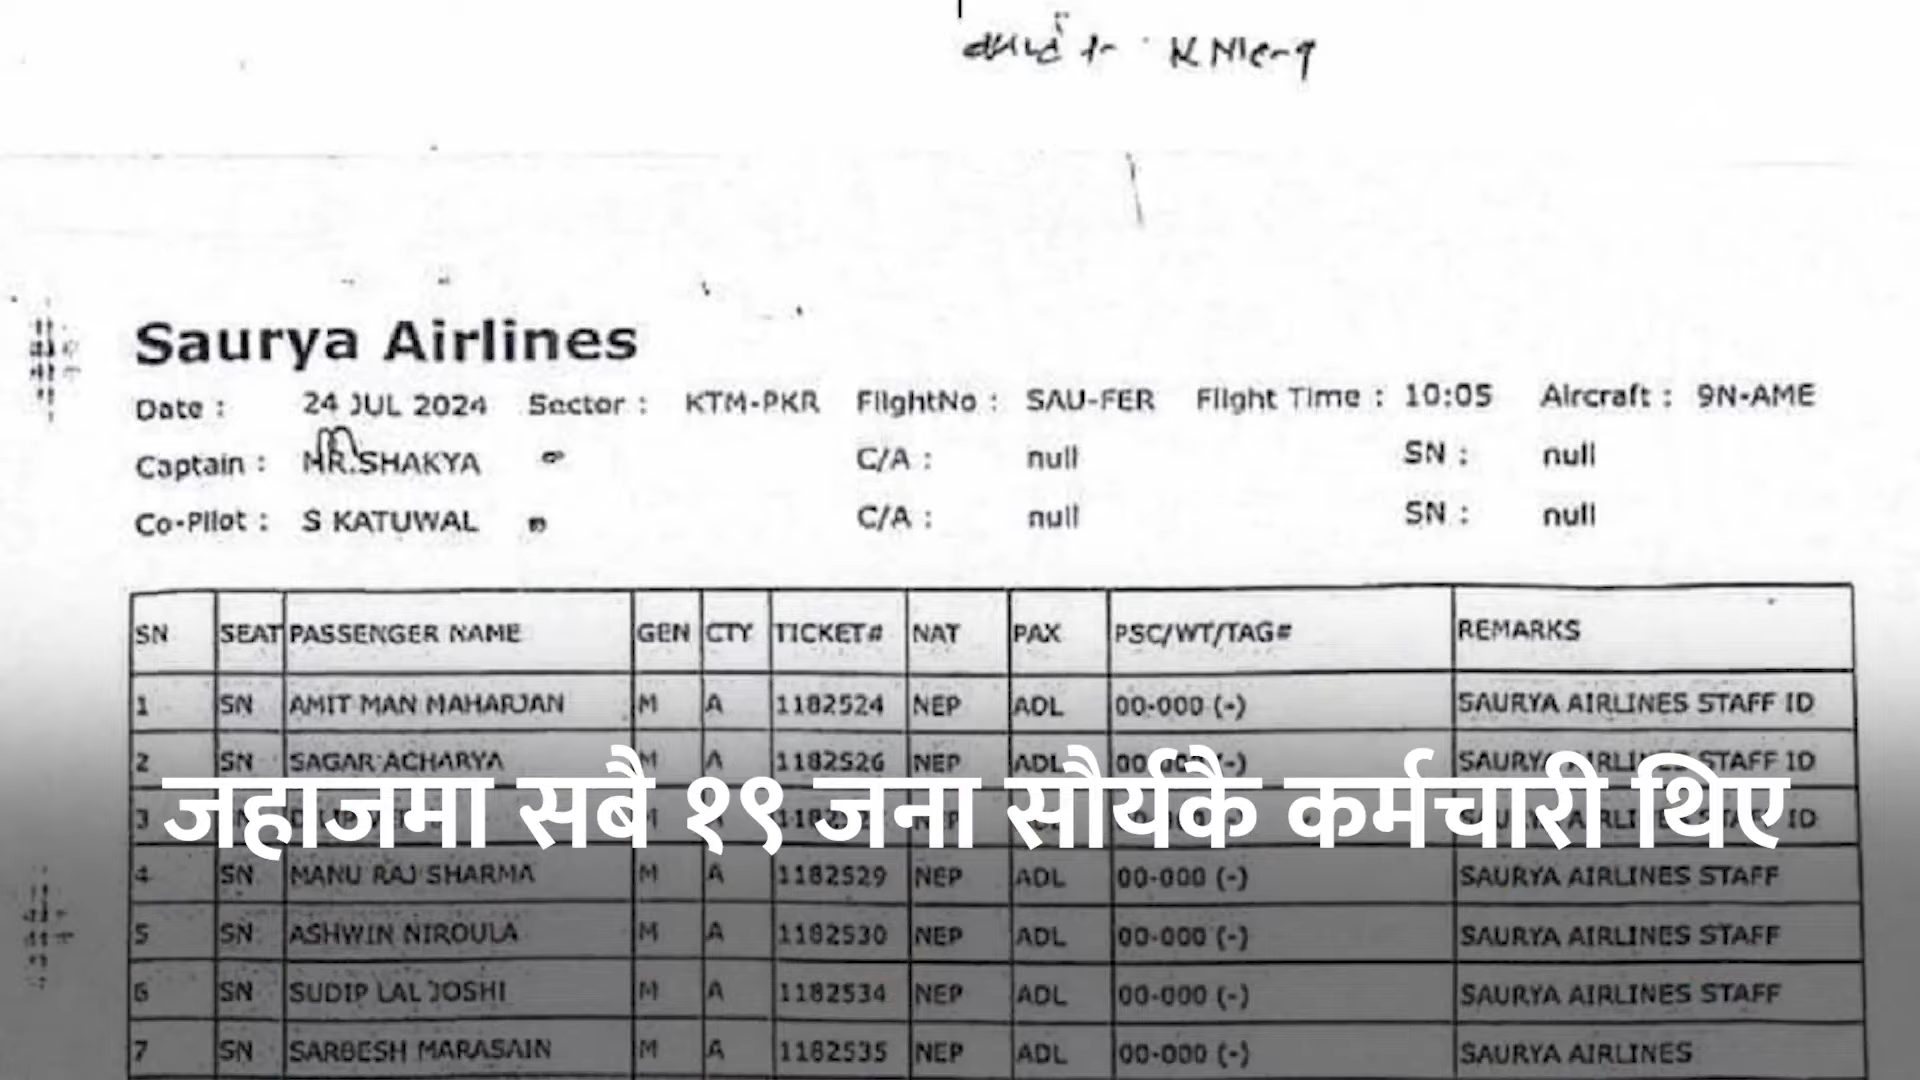 Saurya Airlines
Date : 24 JUL 2024 Sector : KTM-PKR FlightNo : SAU-FER Flight Time : 10:05 Aircraft : 9N-AME
Captain : MR.SHAKYA C/A : null SN : null
Co-Pilot : S KATUWAL C/A : null SN : null
SN SEAT PASSENGER NAME GEN CTY TICKET# NAT PAX PSC/WT/TAG# REMARKS
1 SN AMIT MAN MAHARJAN M A 1182524 NEP ADL 00-000 (-) SAURYA AIRLINES STAFF ID
2 SN SAGAR ACHARYA M A 1182526 NEP ADL 00-000 (-) SAURYA AIRLINES STAFF ID
जहाजमा सबै १९ जना सौर्यकै कर्मचारी थिए
3 ID
4 SN MANU RAJ SHARMA M A 1182529 NEP ADL 00-000 (-) SAURYA AIRLINES STAFF
5 SN ASHWIN NIROULA M A 1182530 NEP ADL 00-000 (-) SAURYA AIRLINES STAFF
6 SN SUDIP LAL JOSHI M A 1182534 NEP ADL 00-000 (-) SAURYA AIRLINES STAFF
7 SN SARBESH MARASAIN M A 1182535 NEP ADL 00-000 (-) SAURYA AIRLINES